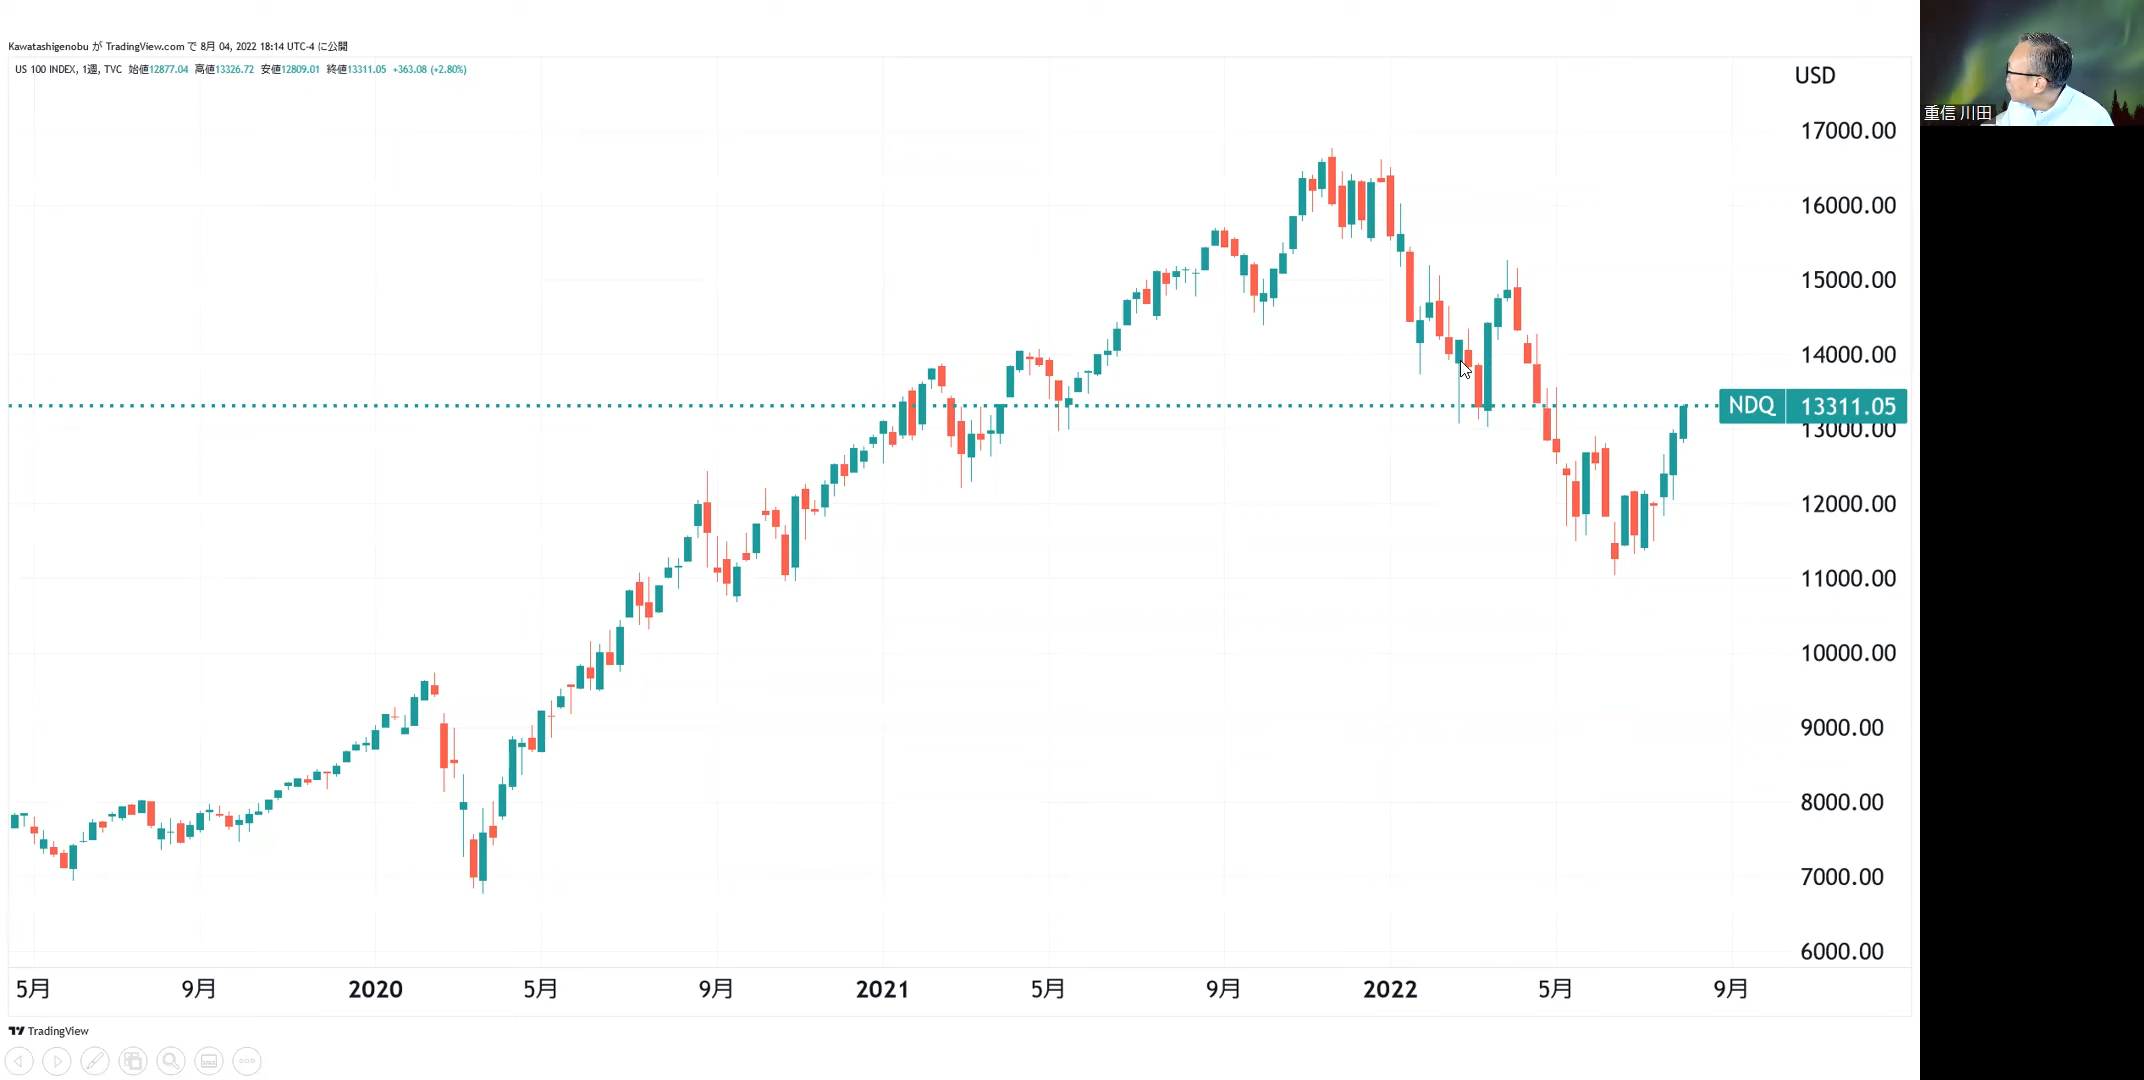 Kawatashigenobu が TradingView.com で 8月 04, 2022 18:14 UTC-4 に公開
US 100 INDEX, 1週, TVC 始値12877.04 高値13326.72 安値12809.01 終値13311.05 +363.08 (+2.80%)
USD
重信 川田
17000.00
16000.00
15000.00
14000.00
NDQ 13311.05
13000.00
12000.00
11000.00
10000.00
9000.00
8000.00
7000.00
6000.00
5月 9月 2020 5月 9月 2021 5月 9月 2022 5月 9月
TradingView